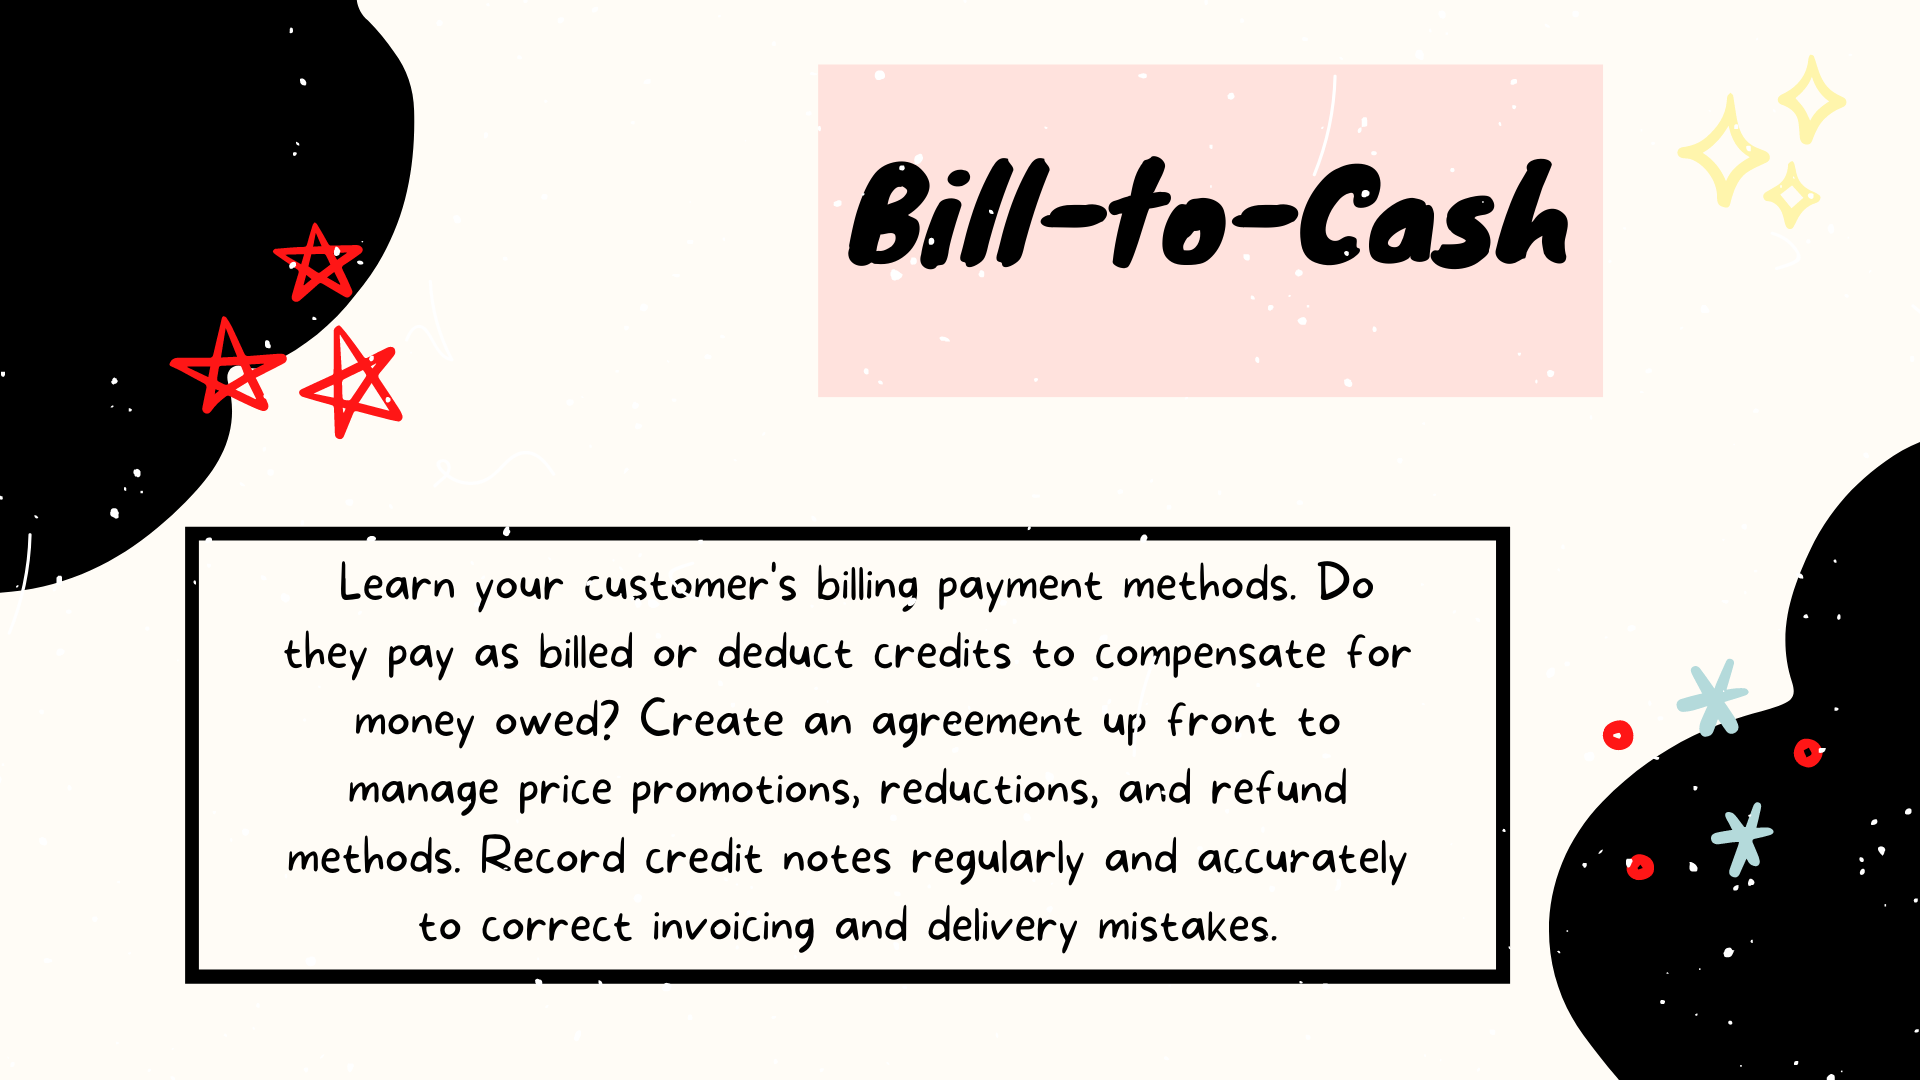 Bill-to-Cash
Learn your customer's billing payment methods. Do
they pay as billed or deduct credits to compensate for
money owed? Create an agreement up front to
manage price promotions, reductions, and refund
methods. Record credit notes regularly and accurately
to correct invoicing and delivery mistakes.